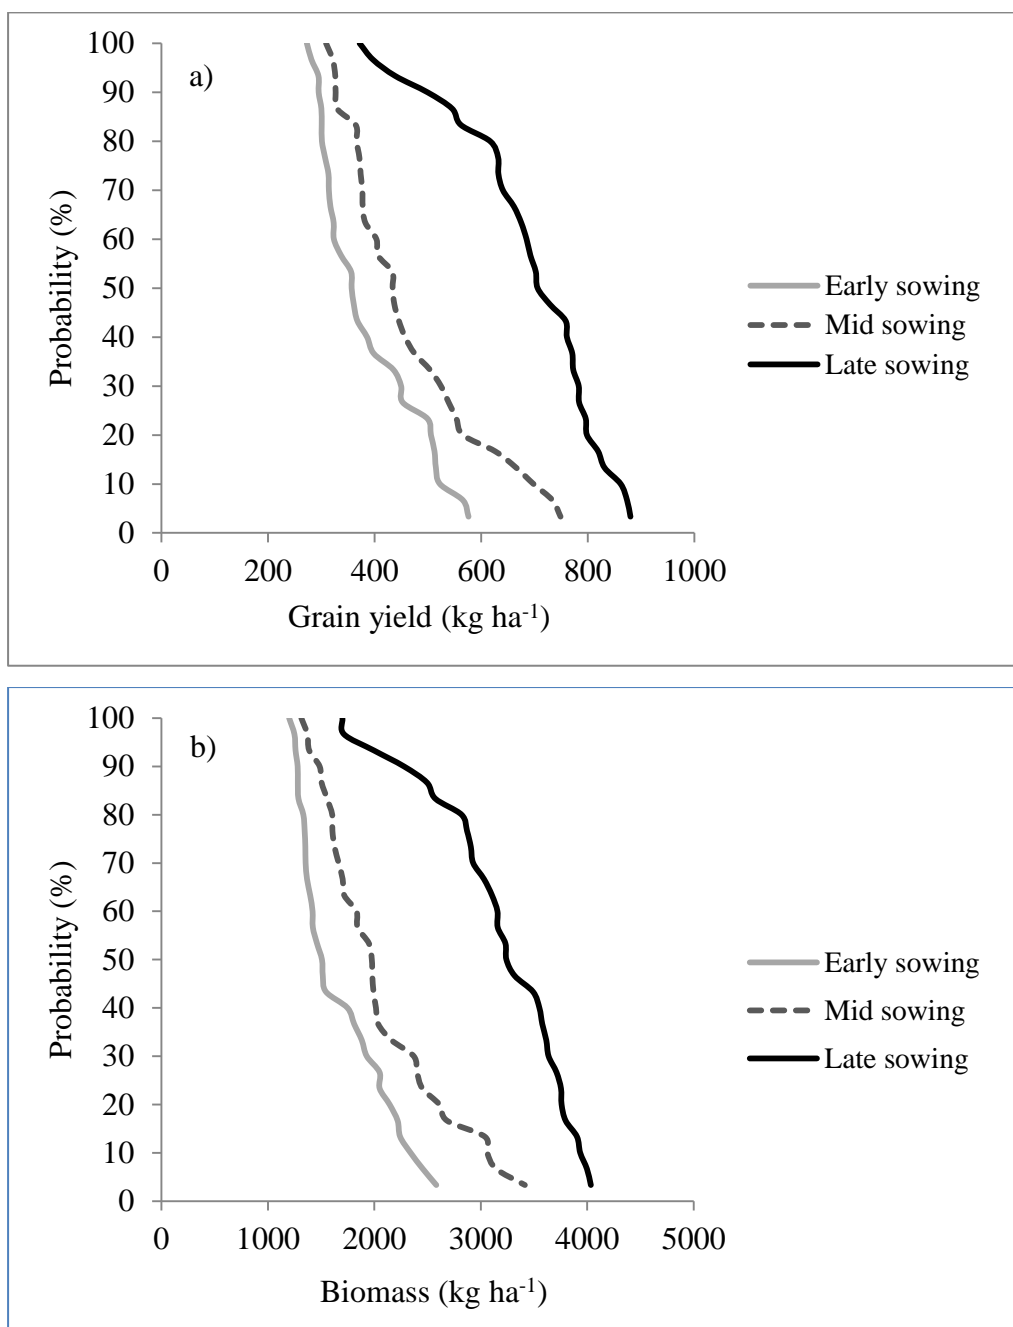 a)
Probability (%)
100
90
80
70
60
50
40
30
20
10
0
0 200 400 600 800 1000
Grain yield (kg ha-1)
Early sowing
Mid sowing
Late sowing
b)
Probability (%)
100
90
80
70
60
50
40
30
20
10
0
0 1000 2000 3000 4000 5000
Biomass (kg ha-1)
Early sowing
Mid sowing
Late sowing